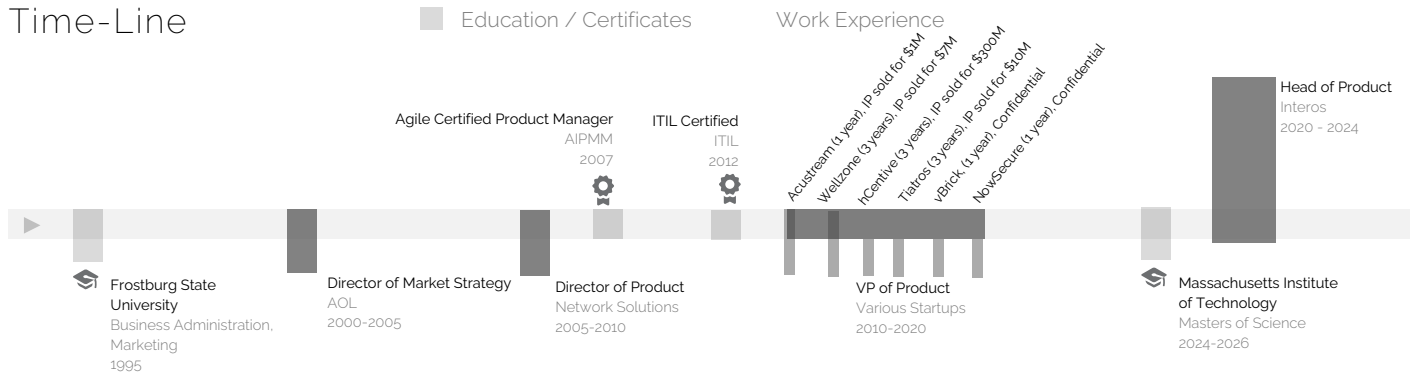 Time-Line
Education / Certificates
Work Experience
Agile Certified Product Manager
AIPMM
2007
ITIL Certified
ITIL
2012
Acustream (1 year), IP sold for $1M
Wellzone (3 years), IP sold for $7M
hCentive (3 years), IP sold for $300M
Tiatros (3 years), IP sold for $10M
vBrick, (1 year), Confidential
NowSecure (1 year), Confidential
Head of Product
Interos
2020 - 2024
Frostburg State
University
Business Administration,
Marketing
1995
Director of Market Strategy
AOL
2000-2005
Director of Product
Network Solutions
2005-2010
VP of Product
Various Startups
2010-2020
Massachusetts Institute
of Technology
Masters of Science
2024-2026